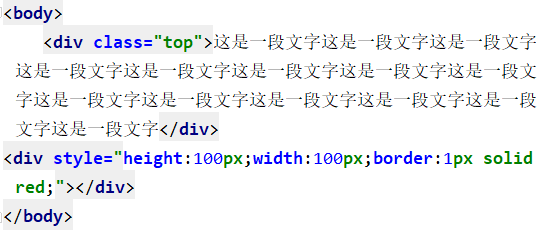 <body>
<div class="top">这是一段文字这是一段文字这是一段文字
这是一段文字这是一段文字这是一段文字这是一段文字这是一段文
字这是一段文字这是一段文字这是一段文字这是一段文字这是一段
文字这是一段文字</div>
<div style="height:100px;width:100px;border:1px solid
red;"></div>
</body>